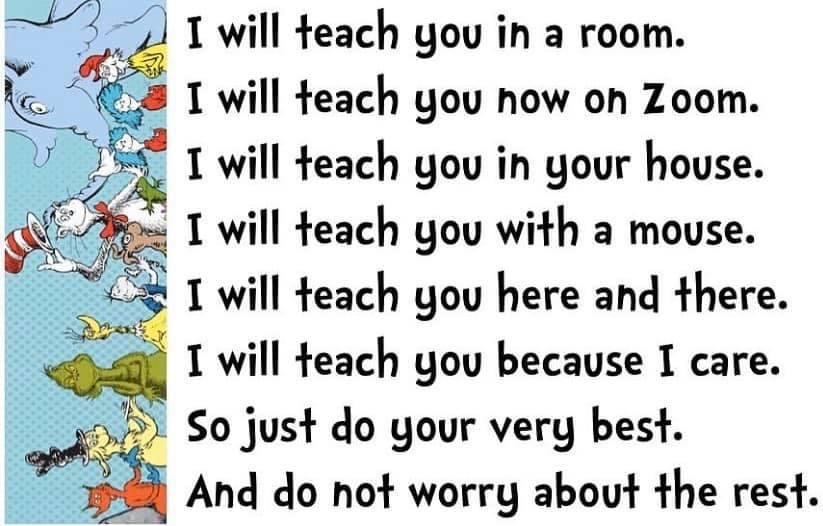 I will teach you in a room.
I will teach you now on Zoom.
I will teach you in your house.
I will teach you with a mouse.
I will teach you here and there.
I will teach you because I care.
So just do your very best.
And do not worry about the rest.